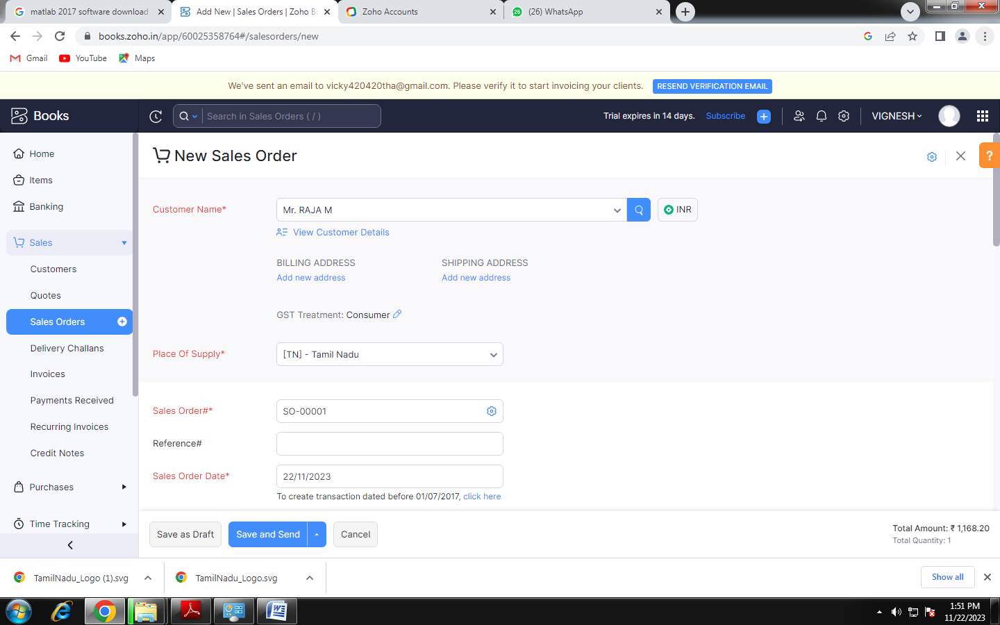 matlab 2017 software download
Add New | Sales Orders | Zoho Bo
Zoho Accounts
(26) WhatsApp
books.zoho.in/app/60025358764#/salesorders/new
Gmail
YouTube
Maps
We've sent an email to vicky420420tha@gmail.com. Please verify it to start invoicing your clients.
RESEND VERIFICATION EMAIL
Books
Search in Sales Orders ( / )
Trial expires in 14 days.
Subscribe
VIGNESH
Home
Items
Banking
Sales
Customers
Quotes
Sales Orders
Delivery Challans
Invoices
Payments Received
Recurring Invoices
Credit Notes
Purchases
Time Tracking
New Sales Order
?
Customer Name*
Mr. RAJA M
INR
View Customer Details
BILLING ADDRESS
Add new address
SHIPPING ADDRESS
Add new address
GST Treatment: Consumer
Place Of Supply*
[TN] - Tamil Nadu
Sales Order#*
SO-00001
Reference#
Sales Order Date*
22/11/2023
To create transaction dated before 01/07/2017, click here
Save as Draft
Save and Send
Cancel
Total Amount: ₹ 1,168.20
Total Quantity: 1
TamilNadu_Logo (1).svg
TamilNadu_Logo.svg
Show all
1:51 PM
11/22/2023